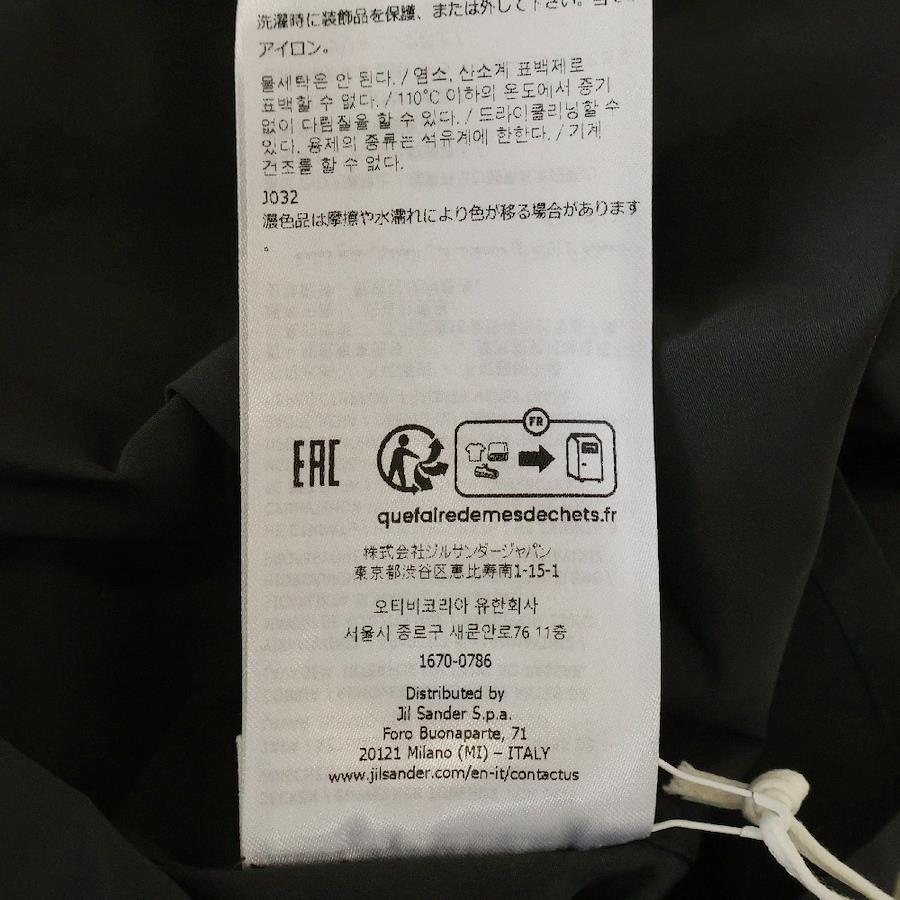 洗濯時に装飾品を保護、または外して下さい。当て
アイロン。
물세탁은 안 된다. / 염소, 산소계 표백제로
표백할 수 없다. / 110°C 이하의 온도에서 증기
없이 다림질을 할 수 있다. / 드라이클리닝할 수
있다. 용제의 종류는 석유계에 한한다. / 기계
건조를 할 수 없다.
J032
濃色品は摩擦や水濡れにより色が移る場合があります
。
EAC
FR
quefairedemesdechets.fr
株式会社ジルサンダージャパン
東京都渋谷区恵比寿南1-15-1
오티비코리아 유한회사
서울시 종로구 새문안로76 11층
1670-0786
Distributed by
Jil Sander S.p.a.
Foro Buonaparte, 71
20121 Milano (MI) – ITALY
www.jilsander.com/en-it/contactus